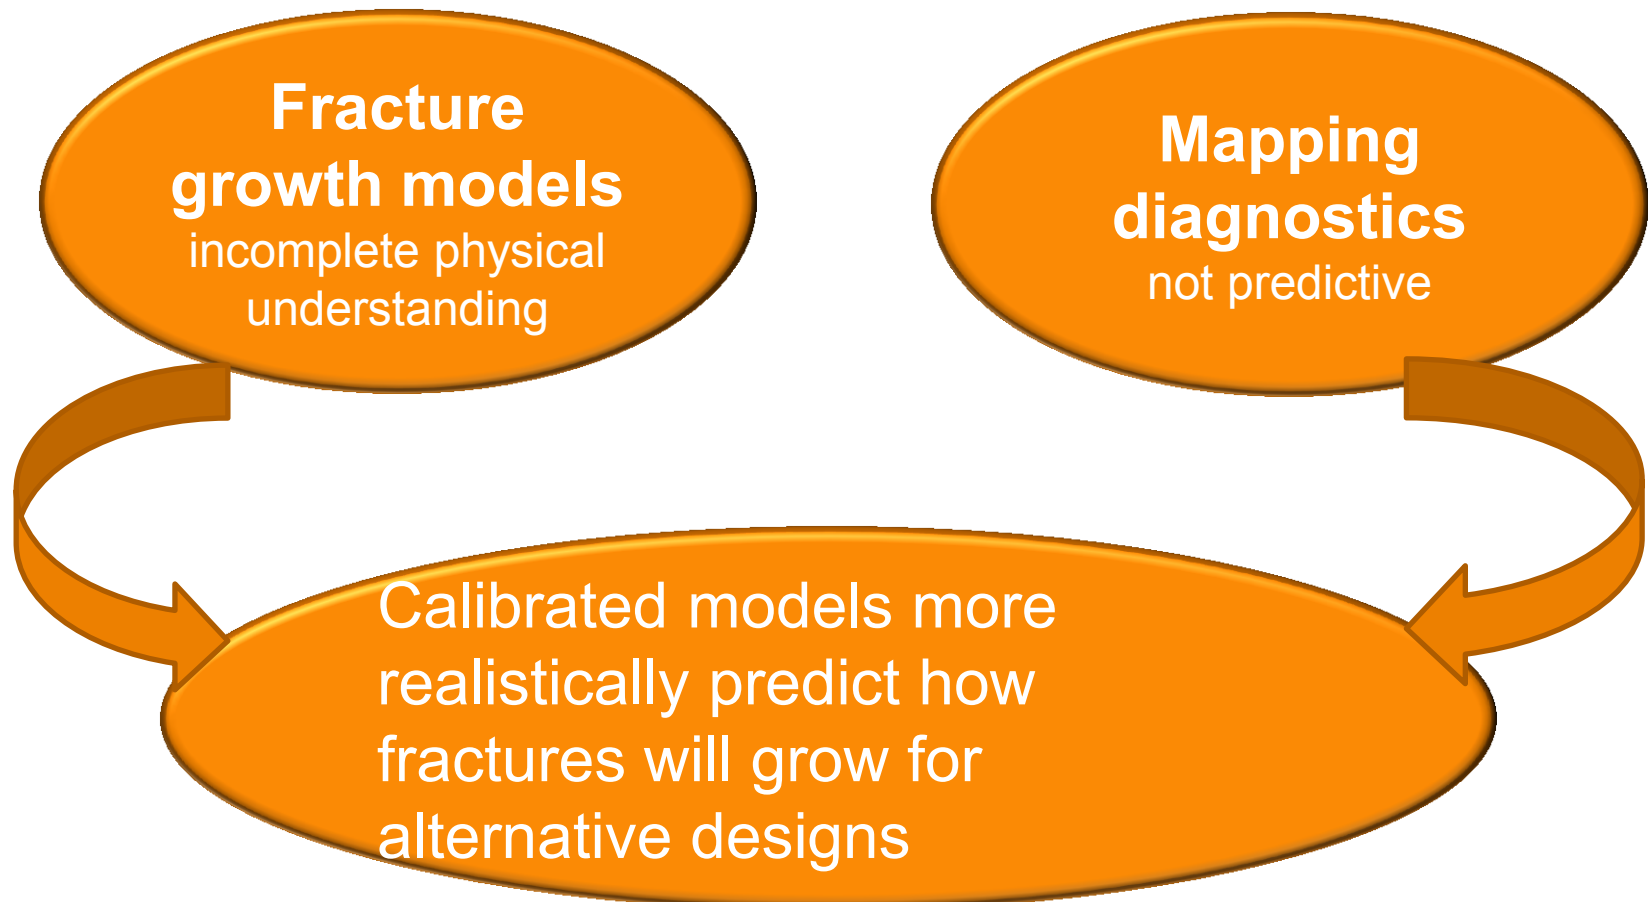 Fracture
growth models
incomplete physical
understanding
Mapping
diagnostics
not predictive
Calibrated models more
realistically predict how
fractures will grow for
alternative designs